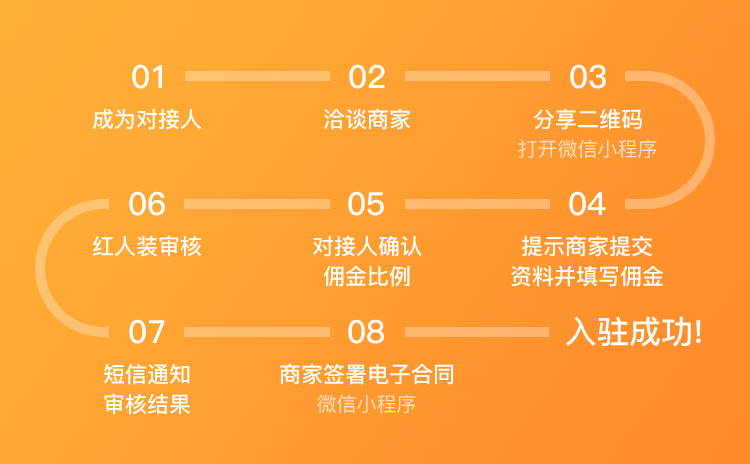 01
成为对接人
02
洽谈商家
03
分享二维码
打开微信小程序
04
提示商家提交
资料并填写佣金
05
对接人确认
佣金比例
06
红人装审核
07
短信通知
审核结果
08
商家签署电子合同
微信小程序
入驻成功!